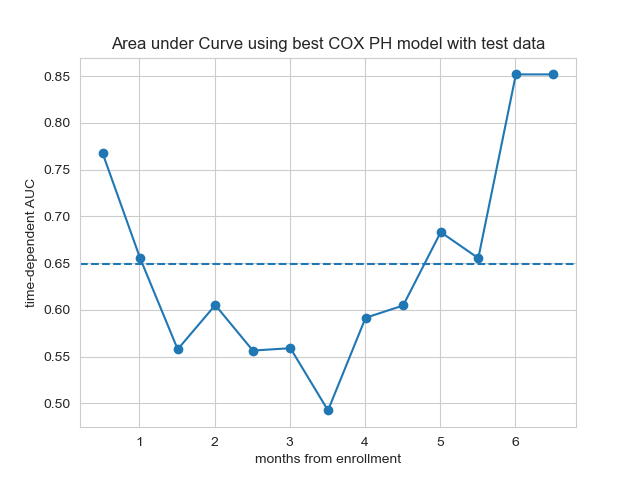 Area under Curve using best COX PH model with test data
0.85
0.80
0.75
0.70
0.65
0.60
0.55
0.50
time-dependent AUC
1 2 3 4 5 6
months from enrollment